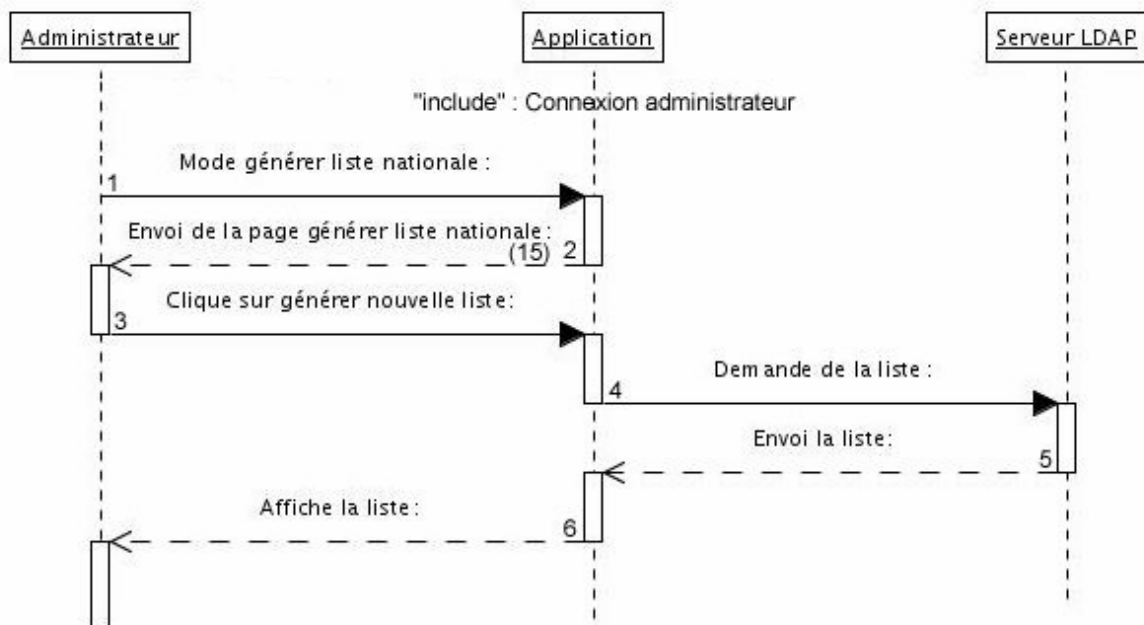 Administrateur
Application
Serveur LDAP
"include" : Connexion administrateur
Mode générer liste nationale :
1
Envoi de la page générer liste nationale :
(15) 2
Clique sur générer nouvelle liste :
3
Demande de la liste :
4
Envoi la liste :
5
Affiche la liste :
6